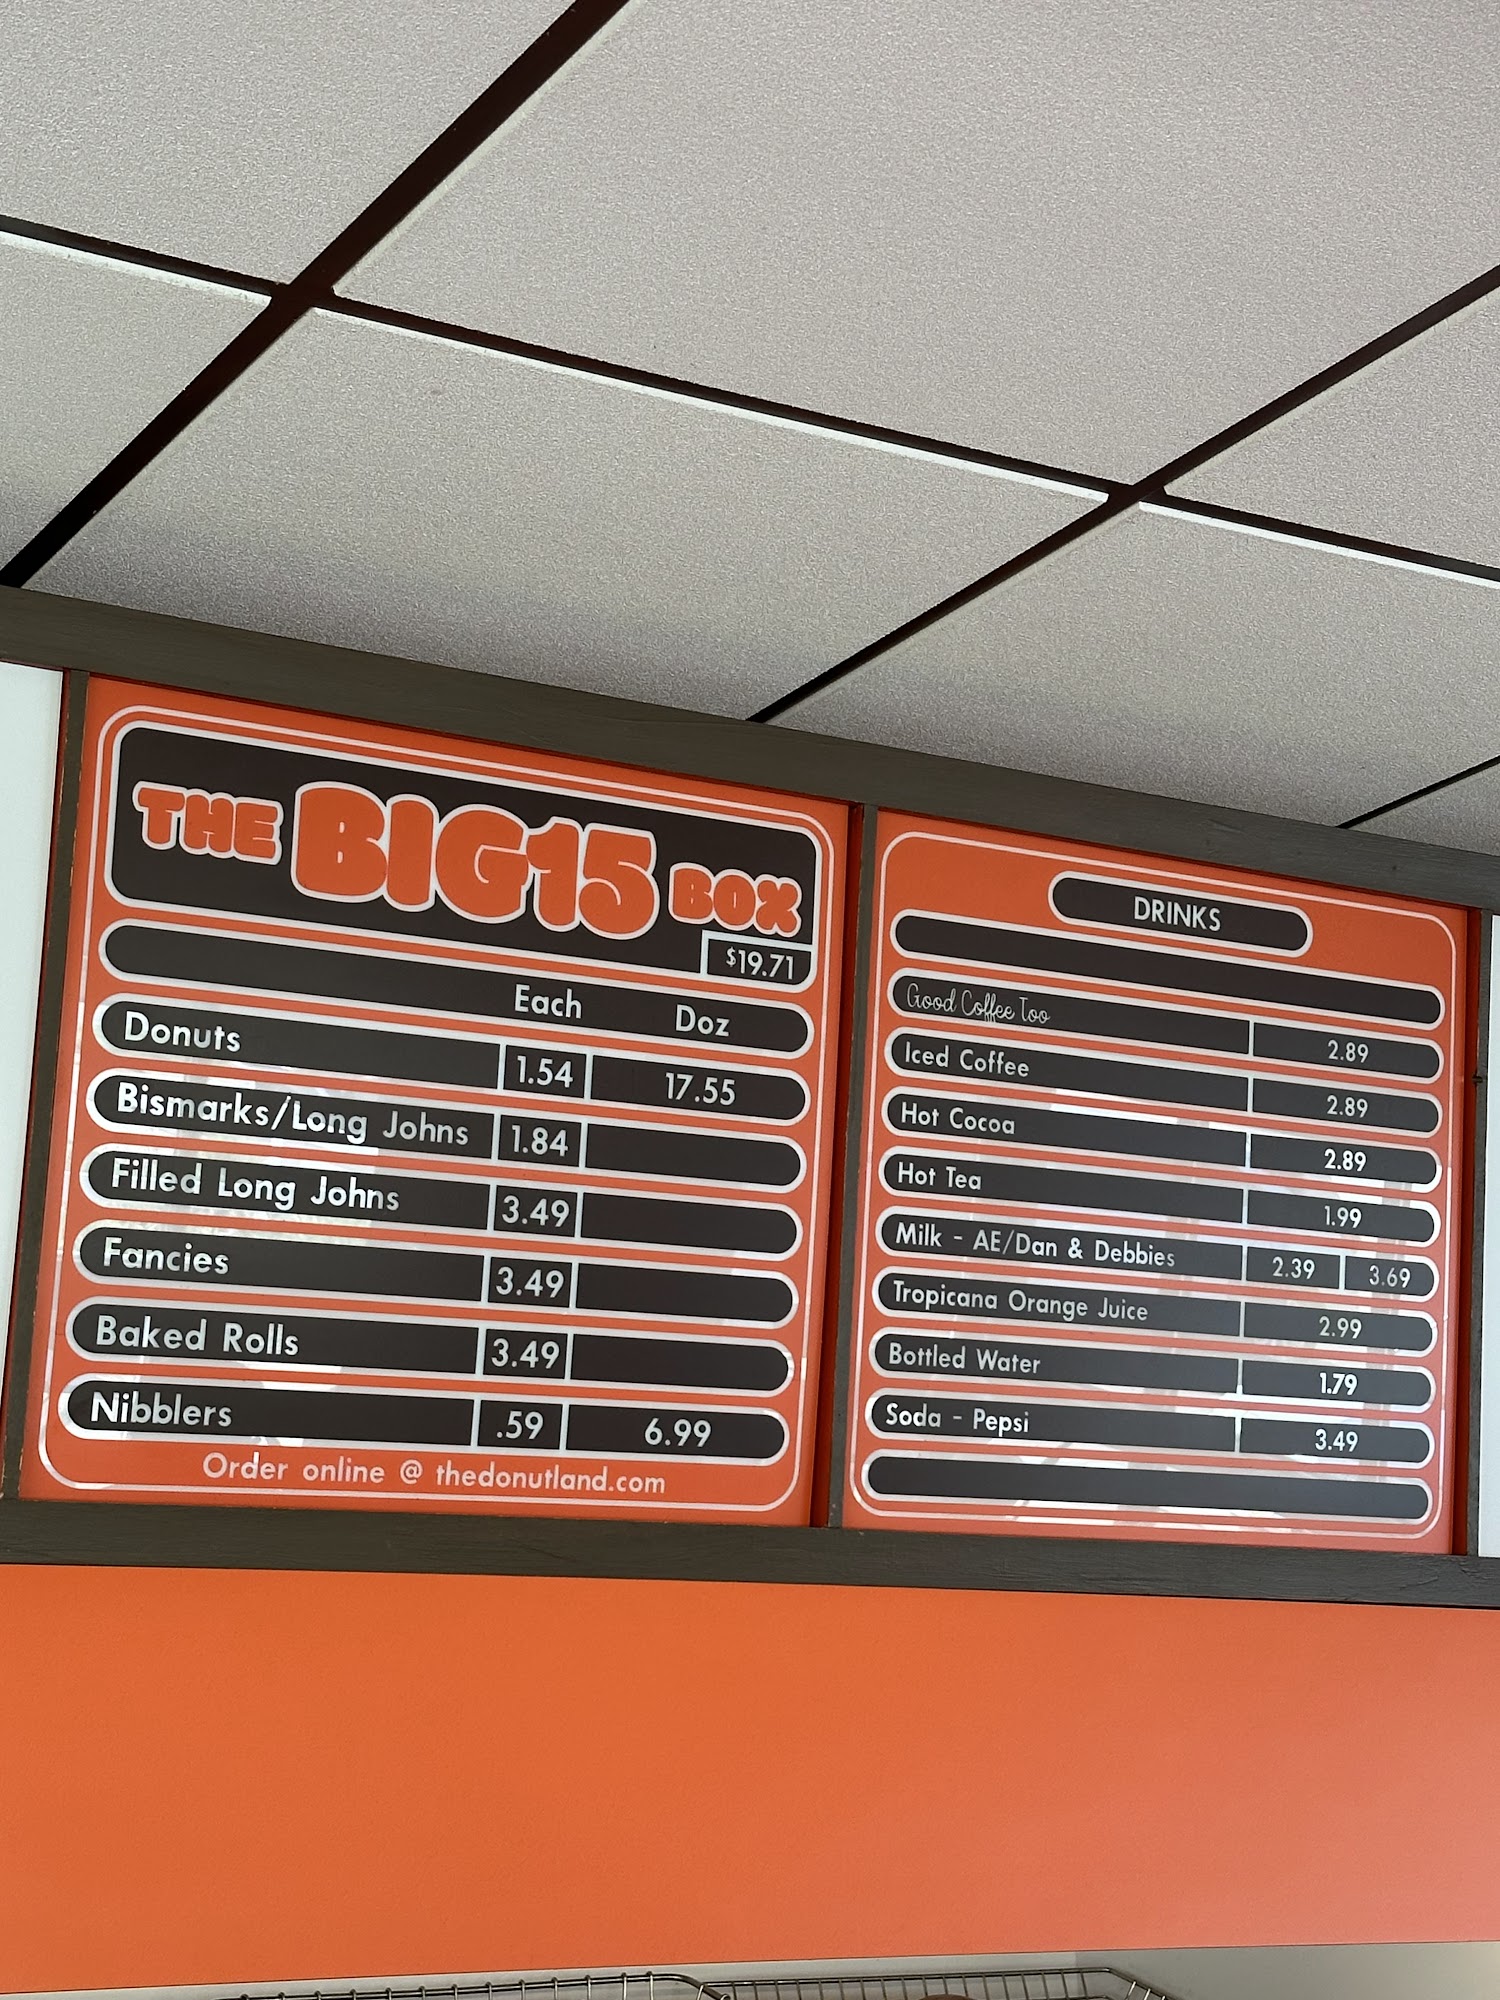 THE BIG15 BOX
$19.71
Each Doz
Donuts 1.54 17.55
Bismarks/Long Johns 1.84
Filled Long Johns 3.49
Fancies 3.49
Baked Rolls 3.49
Nibblers .59 6.99
Order online @ thedonutland.com
DRINKS
Good Coffee Too 2.89
Iced Coffee 2.89
Hot Cocoa 2.89
Hot Tea 1.99
Milk - AE/Dan & Debbies 2.39 3.69
Tropicana Orange Juice 2.99
Bottled Water 1.79
Soda - Pepsi 3.49